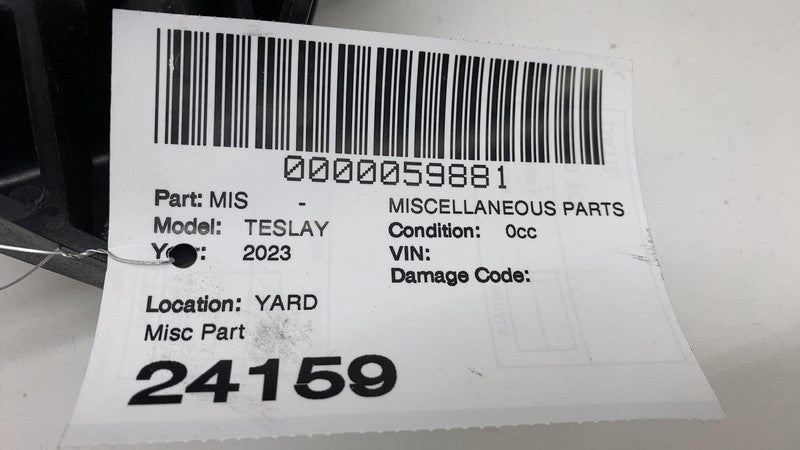 0000059881
Part: MIS - MISCELLANEOUS PARTS
Model: TESLAY Condition: 0cc
2023 VIN:
Damage Code:
Location: YARD
Misc Part
24159